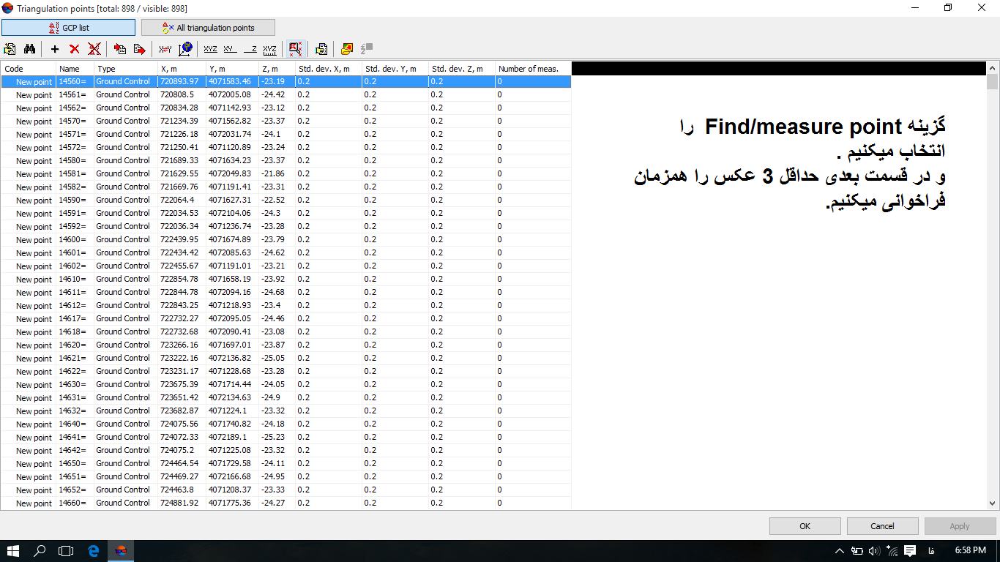 Triangulation points [total: 898 / visible: 898]
GCP list
All triangulation points
XYZ XY_ __Z XYZ
Code Name Type X, m Y, m Z, m Std. dev. X, m Std. dev. Y, m Std. dev. Z, m Number of meas.
New point 14560= Ground Control 720893.97 4071583.46 -23.19 0.2 0.2 0.2 0
New point 14561= Ground Control 720808.5 4072005.08 -24.42 0.2 0.2 0.2 0
New point 14562= Ground Control 720834.28 4071142.93 -23.12 0.2 0.2 0.2 0
New point 14570= Ground Control 721234.39 4071562.82 -23.37 0.2 0.2 0.2 0
New point 14571= Ground Control 721226.18 4072031.74 -24.1 0.2 0.2 0.2 0
New point 14572= Ground Control 721250.41 4071120.89 -23.24 0.2 0.2 0.2 0
New point 14580= Ground Control 721689.33 4071634.23 -23.37 0.2 0.2 0.2 0
New point 14581= Ground Control 721629.55 4072049.83 -21.86 0.2 0.2 0.2 0
New point 14582= Ground Control 721669.76 4071191.41 -23.31 0.2 0.2 0.2 0
New point 14590= Ground Control 722064.4 4071627.31 -22.52 0.2 0.2 0.2 0
New point 14591= Ground Control 722034.53 4072104.06 -24.3 0.2 0.2 0.2 0
New point 14592= Ground Control 722036.34 4071236.74 -23.28 0.2 0.2 0.2 0
New point 14600= Ground Control 722439.95 4071674.89 -23.79 0.2 0.2 0.2 0
New point 14601= Ground Control 722434.42 4072085.63 -24.62 0.2 0.2 0.2 0
New point 14602= Ground Control 722455.67 4071191.01 -23.21 0.2 0.2 0.2 0
New point 14610= Ground Control 722854.78 4071658.19 -23.92 0.2 0.2 0.2 0
New point 14611= Ground Control 722844.78 4072094.16 -24.68 0.2 0.2 0.2 0
New point 14612= Ground Control 722843.25 4071218.93 -23.4 0.2 0.2 0.2 0
New point 14617= Ground Control 722732.27 4072095.05 -24.46 0.2 0.2 0.2 0
New point 14618= Ground Control 722732.68 4072090.41 -23.08 0.2 0.2 0.2 0
New point 14620= Ground Control 723266.16 4071697.01 -23.87 0.2 0.2 0.2 0
New point 14621= Ground Control 723222.16 4072136.82 -25.05 0.2 0.2 0.2 0
New point 14622= Ground Control 723231.17 4071228.68 -23.28 0.2 0.2 0.2 0
New point 14630= Ground Control 723675.39 4071714.44 -24.05 0.2 0.2 0.2 0
New point 14631= Ground Control 723651.42 4072134.63 -24.9 0.2 0.2 0.2 0
New point 14632= Ground Control 723682.87 4071224.1 -23.32 0.2 0.2 0.2 0
New point 14640= Ground Control 724075.56 4071740.82 -24.18 0.2 0.2 0.2 0
New point 14641= Ground Control 724072.33 4072189.1 -25.23 0.2 0.2 0.2 0
New point 14642= Ground Control 724075.2 4071225.08 -23.32 0.2 0.2 0.2 0
New point 14650= Ground Control 724464.54 4071729.58 -24.11 0.2 0.2 0.2 0
New point 14651= Ground Control 724469.27 4072166.68 -24.95 0.2 0.2 0.2 0
New point 14652= Ground Control 724463.8 4071208.37 -23.33 0.2 0.2 0.2 0
New point 14660= Ground Control 724881.92 4071775.36 -24.27 0.2 0.2 0.2 0
گزینه Find/measure point را
انتخاب میکنیم .
و در قسمت بعدی حداقل 3 عکس را همزمان
فراخوانی میکنیم.
OK Cancel Apply
فا 6:58 PM